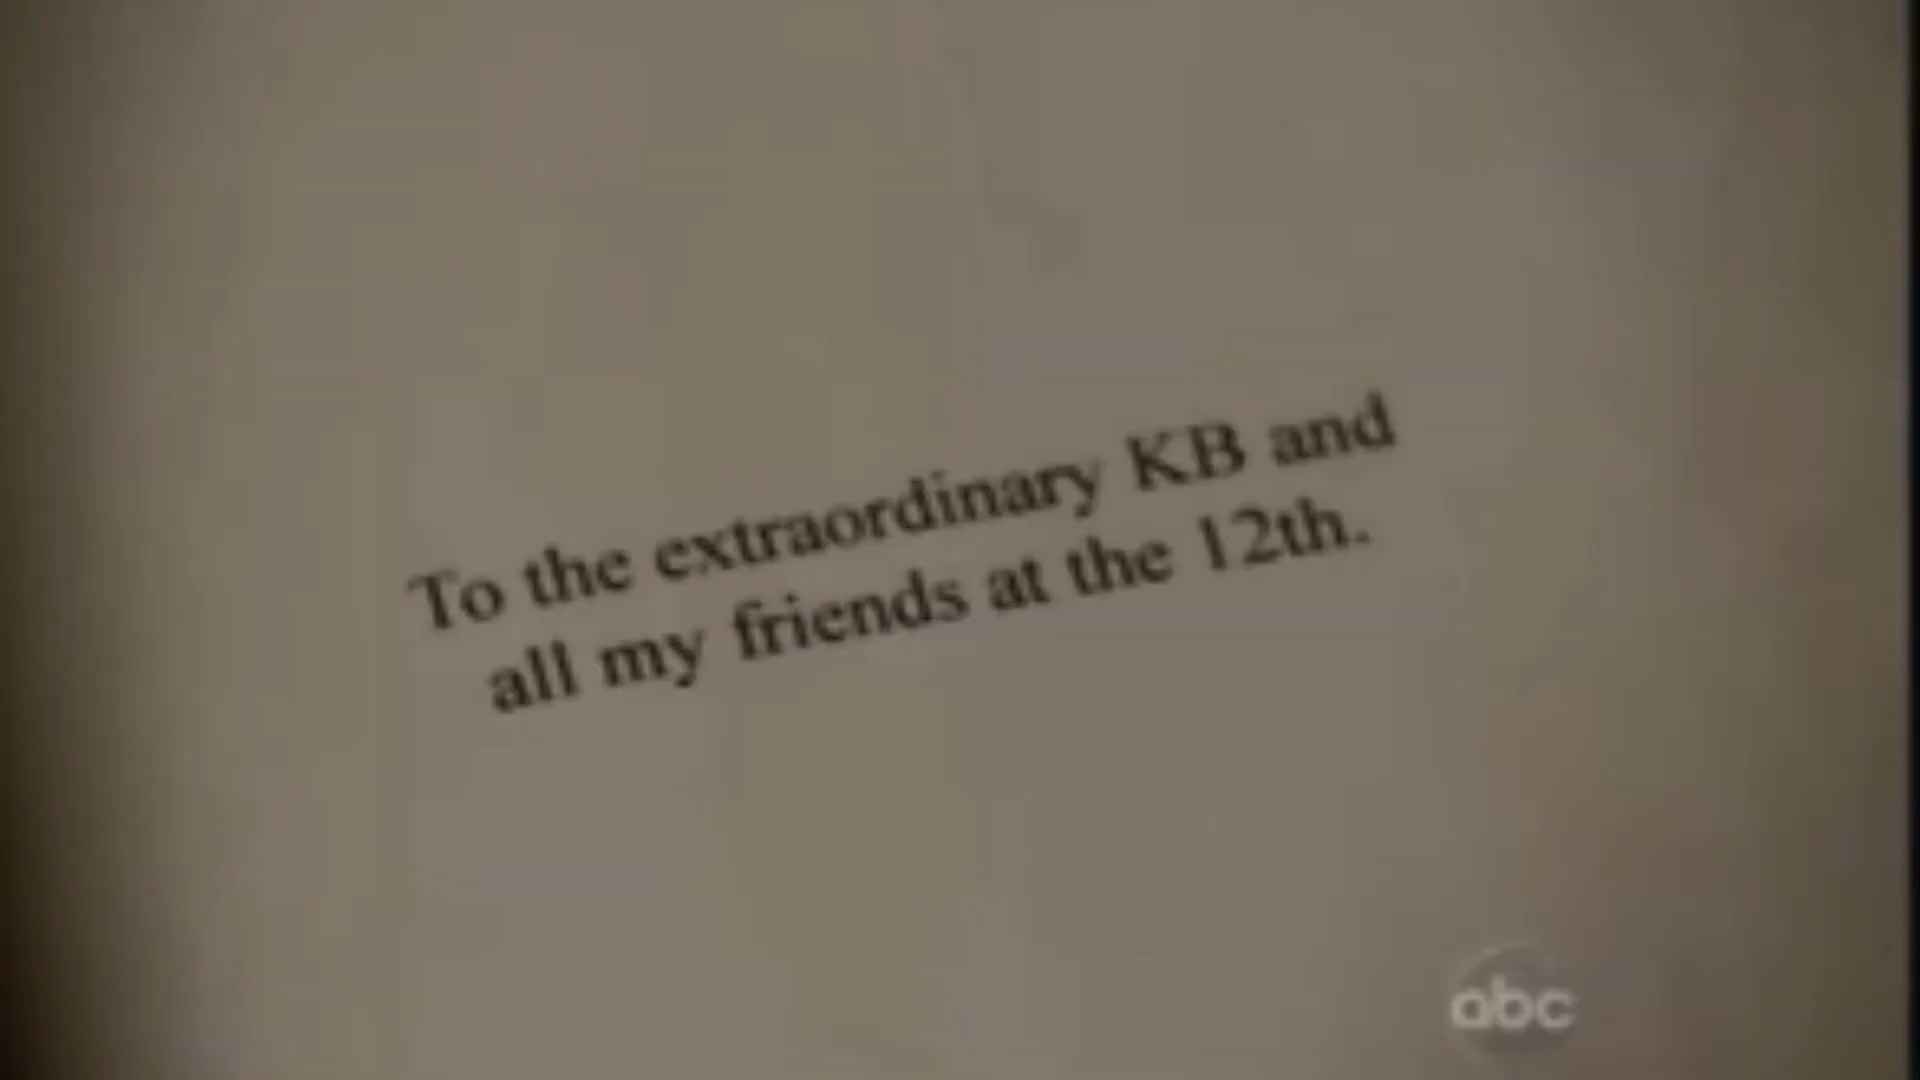 To the extraordinary KB and
all my friends at the 12th.
abc